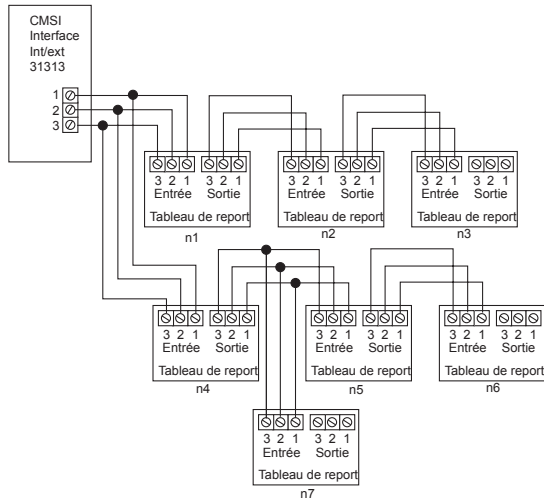 CMSI
Interface
Int/ext
31313
1
2
3
3 2 1 3 2 1
Entrée Sortie
Tableau de report
n1
3 2 1 3 2 1
Entrée Sortie
Tableau de report
n2
3 2 1 3 2 1
Entrée Sortie
Tableau de report
n3
3 2 1 3 2 1
Entrée Sortie
Tableau de report
n4
3 2 1 3 2 1
Entrée Sortie
Tableau de report
n5
3 2 1 3 2 1
Entrée Sortie
Tableau de report
n6
3 2 1 3 2 1
Entrée Sortie
Tableau de report
n7